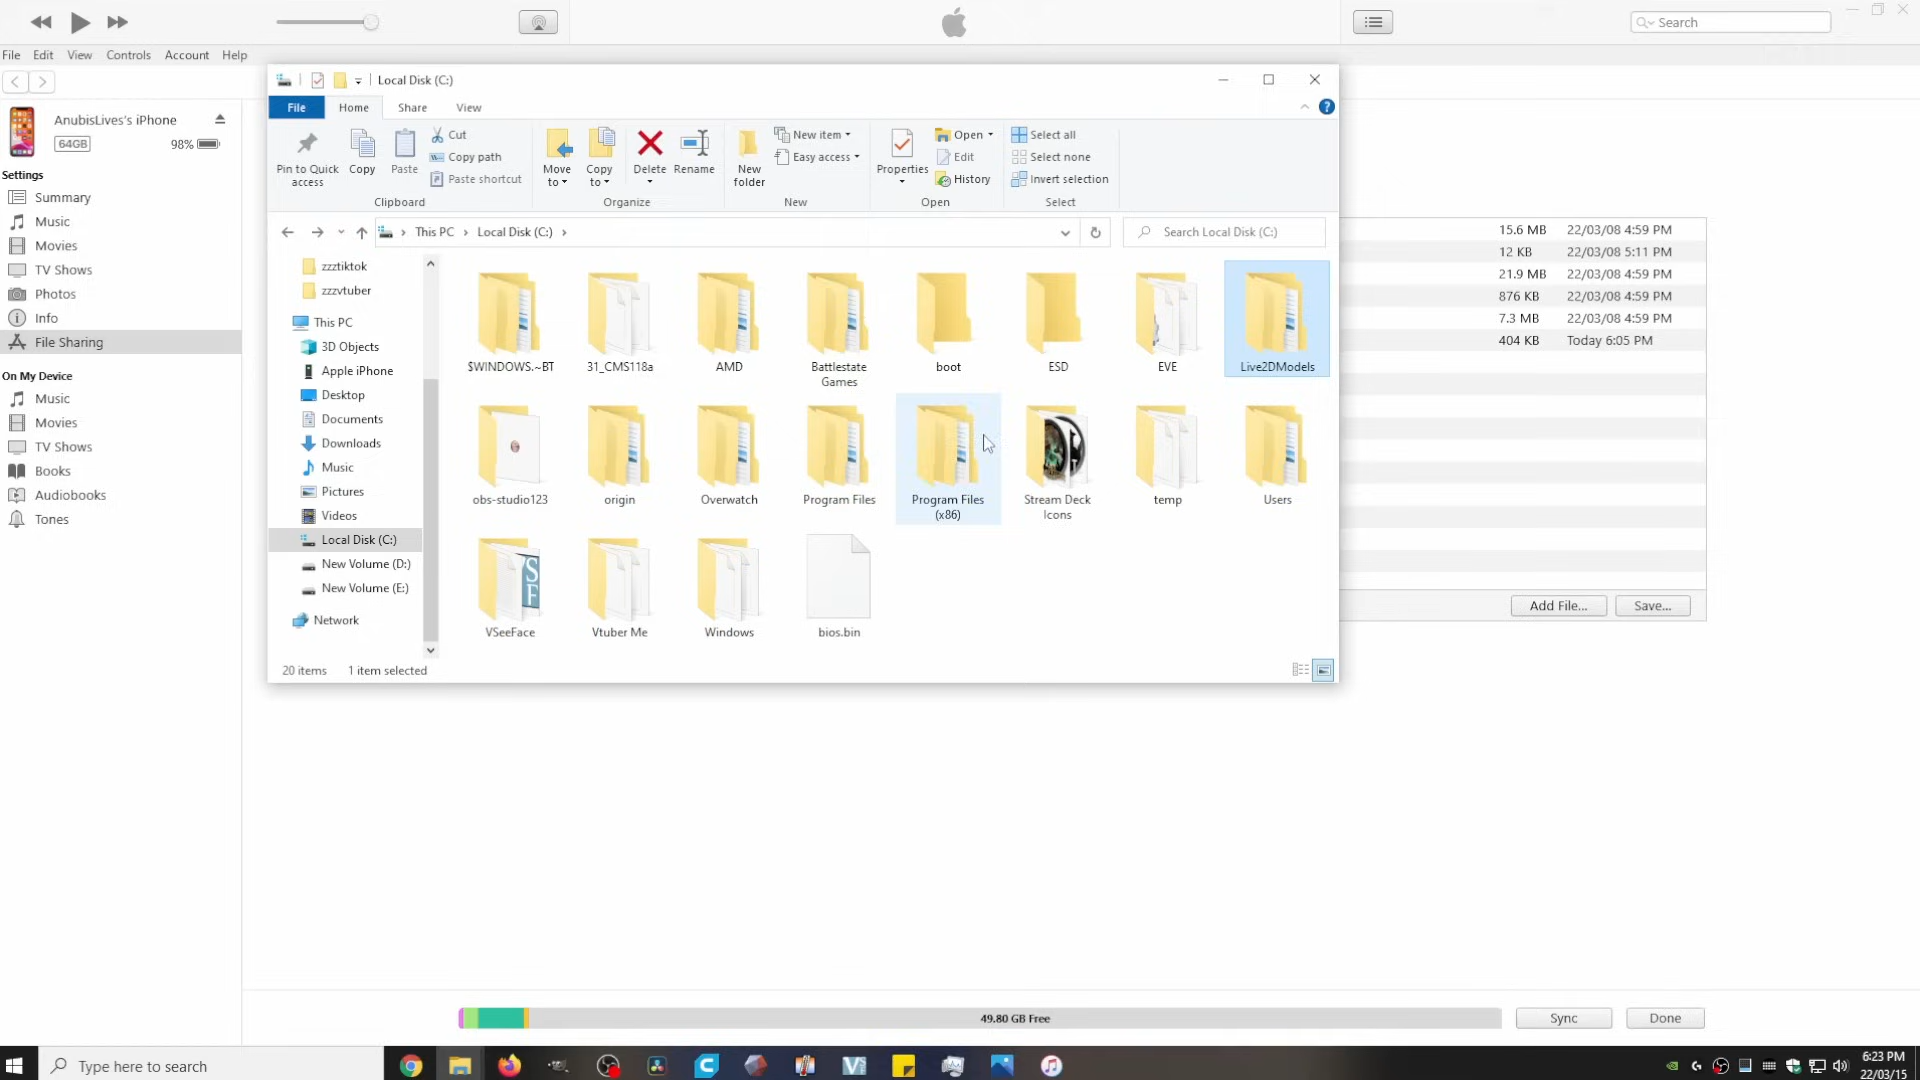 Search
File Edit View Controls Account Help
Local Disk (C:)
File Home Share View
AnubisLives's iPhone
64GB 98%
Settings
Summary
Music
Movies
TV Shows
Photos
Info
File Sharing
On My Device
Music
Movies
TV Shows
Books
Audiobooks
Tones
Pin to Quick access
Copy
Paste
Cut
Copy path
Paste shortcut
Clipboard
Move to
Copy to
Delete
Rename
Organize
New folder
New item
Easy access
New
Properties
Open
Edit
History
Open
Select all
Select none
Invert selection
Select
This PC > Local Disk (C:) >
Search Local Disk (C:)
zzztiktok
zzzvtuber
This PC
3D Objects
Apple iPhone
Desktop
Documents
Downloads
Music
Pictures
Videos
Local Disk (C:)
New Volume (D:)
New Volume (E:)
Network
$WINDOWS.~BT
31_CMS118a
AMD
Battlestate Games
boot
ESD
EVE
Live2DModels
obs-studio123
origin
Overwatch
Program Files
Program Files (x86)
Stream Deck Icons
temp
Users
VSeeFace
Vtuber Me
Windows
bios.bin
20 items 1 item selected
15.6 MB 22/03/08 4:59 PM
12 KB 22/03/08 5:11 PM
21.9 MB 22/03/08 4:59 PM
876 KB 22/03/08 4:59 PM
7.3 MB 22/03/08 4:59 PM
404 KB Today 6:05 PM
Add File... Save...
49.80 GB Free
Sync Done
Type here to search
6:23 PM
22/03/15